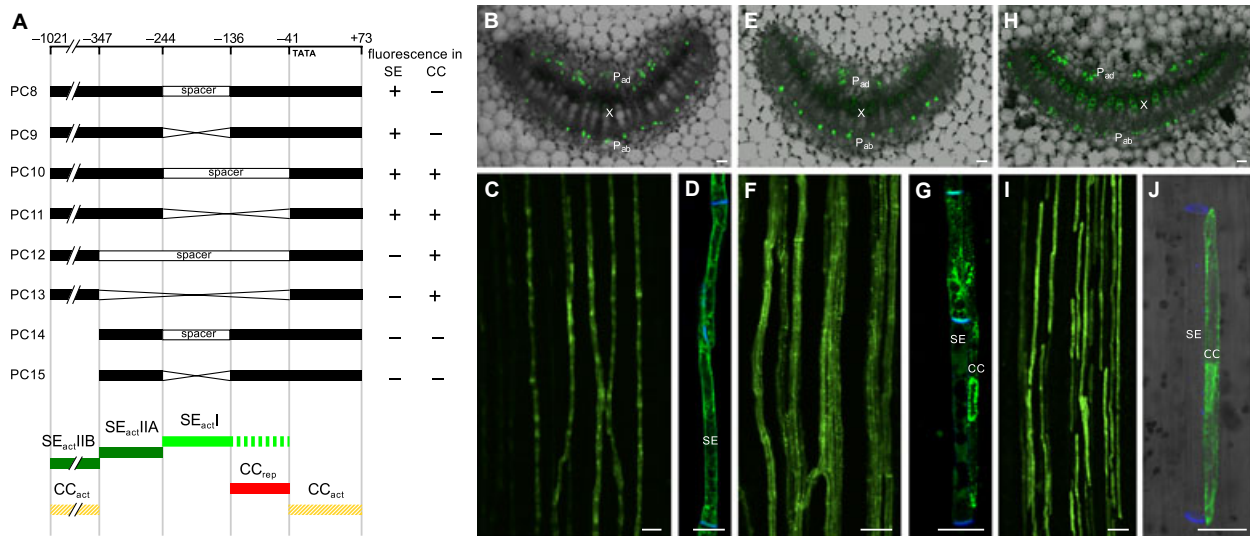 A
−1021 −347 −244 −136 −41 +73
TATA
fluorescence in
SE CC
PC8 spacer + −
PC9 + −
PC10 spacer + +
PC11 + +
PC12 spacer − +
PC13 − +
PC14 spacer − −
PC15 − −
SEactIIB SEactIIA SEactI
CCrep
CCact CCact
B
Pad
X
Pab
E
Pad
X
Pab
H
Pad
X
Pab
C
D
SE
F
G
SE
CC
I
J
SE
CC